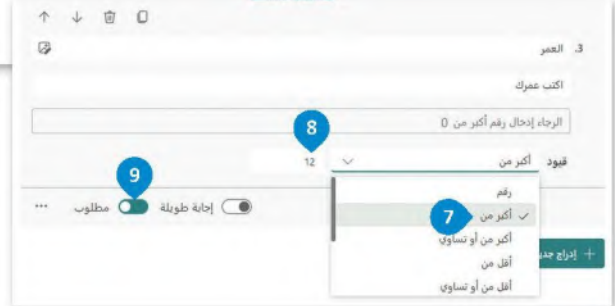 3. العمر
اكتب عمرك
الرجاء إدخال رقم أكبر من 0
8
قيود أكبر من 12
9
رقم
إجابة طويلة مطلوب
7 أكبر من
أكبر من أو تساوي
إدراج جديد
أقل من
أقل من أو تساوي